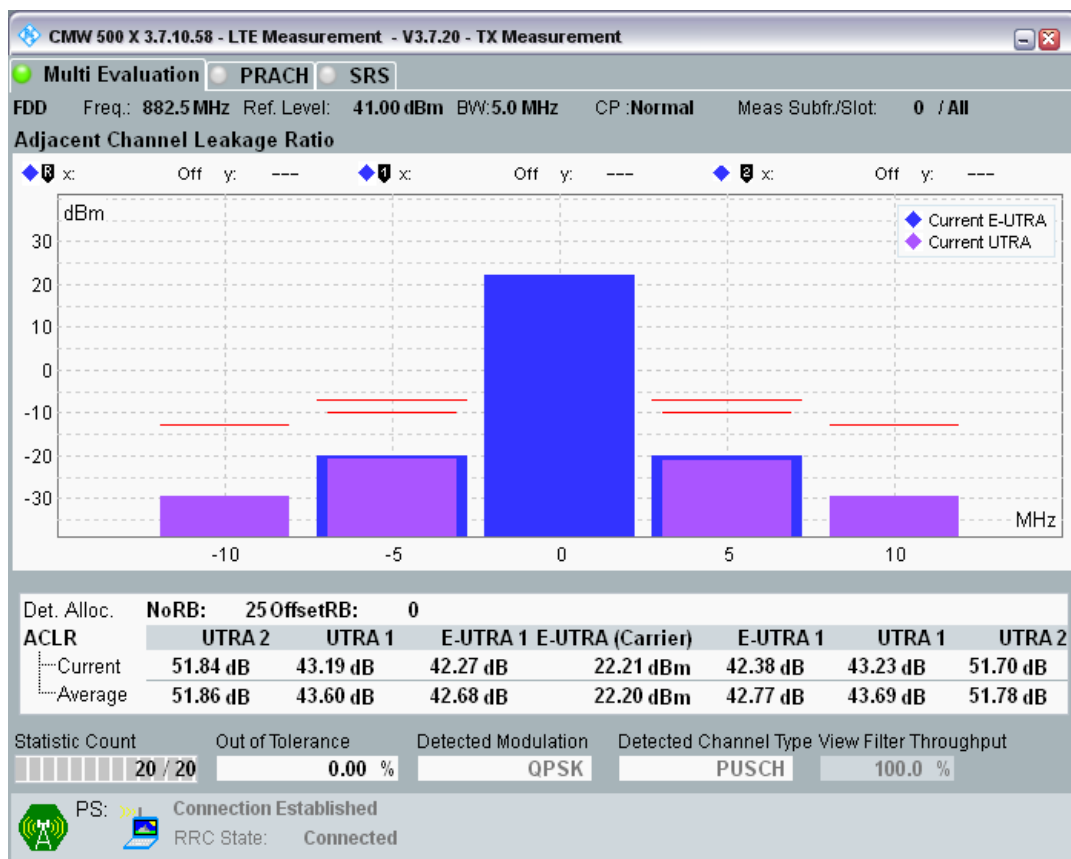 CMW 500 X 3.7.10.58 - LTE Measurement - V3.7.20 - TX Measurement
Multi Evaluation PRACH SRS
FDD Freq.: 882.5 MHz Ref. Level: 41.00 dBm BW:5.0 MHz CP :Normal Meas Subfr./Slot: 0 / All
Adjacent Channel Leakage Ratio
R x: Off y: --- 1 x: Off y: --- 2 x: Off y: ---
dBm
Current E-UTRA
Current UTRA
30
20
10
0
-10
-20
-30
MHz
-10 -5 0 5 10
Det. Alloc. NoRB: 25 OffsetRB: 0
ACLR UTRA 2 UTRA 1 E-UTRA 1 E-UTRA (Carrier) E-UTRA 1 UTRA 1 UTRA 2
Current 51.84 dB 43.19 dB 42.27 dB 22.21 dBm 42.38 dB 43.23 dB 51.70 dB
Average 51.86 dB 43.60 dB 42.68 dB 22.20 dBm 42.77 dB 43.69 dB 51.78 dB
Statistic Count Out of Tolerance Detected Modulation Detected Channel Type View Filter Throughput
20 / 20 0.00 % QPSK PUSCH 100.0 %
PS: Connection Established
RRC State: Connected